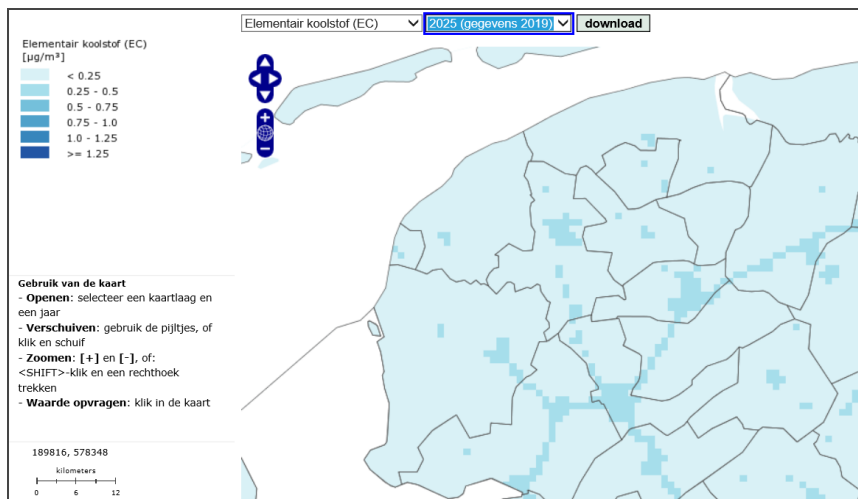 Elementair koolstof (EC) 2025 (gegevens 2019) download
Elementair koolstof (EC)
[µg/m³]
< 0.25
0.25 - 0.5
0.5 - 0.75
0.75 - 1.0
1.0 - 1.25
>= 1.25
Gebruik van de kaart
- Openen: selecteer een kaartlaag en
een jaar
- Verschuiven: gebruik de pijltjes, of
klik en schuif
- Zoomen: [+] en [-], of:
<SHIFT>-klik en een rechthoek
trekken
- Waarde opvragen: klik in de kaart
189816, 578348
kilometers
0 6 12